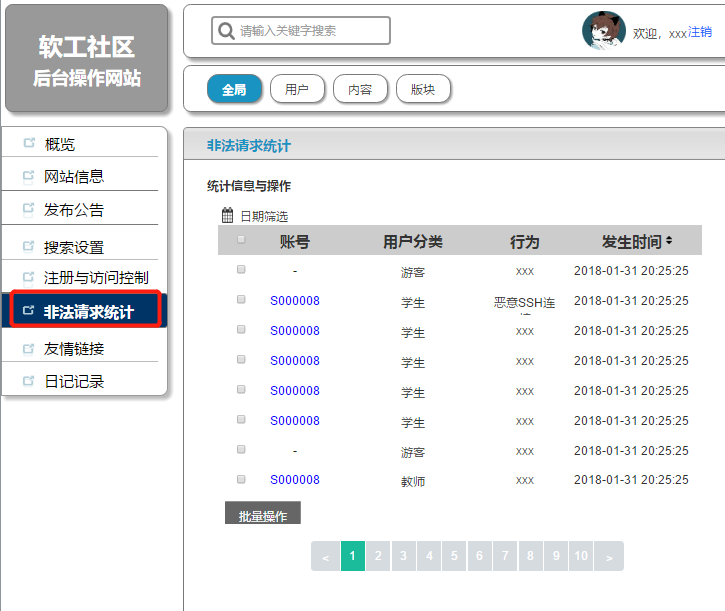 软工社区
后台操作网站
请输入关键字搜索
欢迎，xxx注销
全局 用户 内容 版块
概览
网站信息
发布公告
搜索设置
注册与访问控制
非法请求统计
友情链接
日记记录
非法请求统计
统计信息与操作
日期筛选
账号 用户分类 行为 发生时间
- 游客 xxx 2018-01-31 20:25:25
S000008 学生 恶意SSH连 2018-01-31 20:25:25
S000008 学生 xxx 2018-01-31 20:25:25
S000008 学生 xxx 2018-01-31 20:25:25
S000008 学生 xxx 2018-01-31 20:25:25
S000008 学生 xxx 2018-01-31 20:25:25
- 游客 xxx 2018-01-31 20:25:25
S000008 教师 xxx 2018-01-31 20:25:25
批量操作
< 1 2 3 4 5 6 7 8 9 10 >